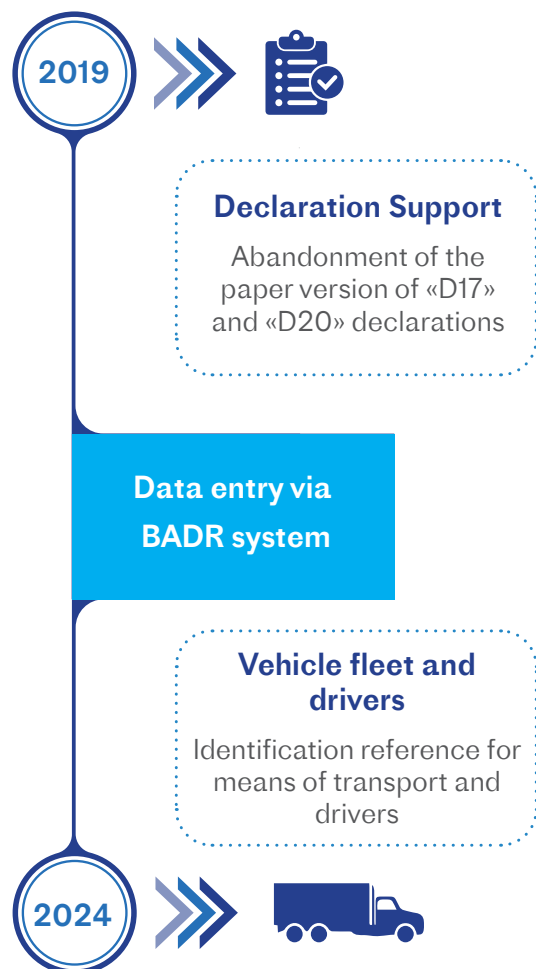 2019
Declaration Support
Abandonment of the
paper version of «D17»
and «D20» declarations
Data entry via
BADR system
Vehicle fleet and
drivers
Identification reference for
means of transport and
drivers
2024